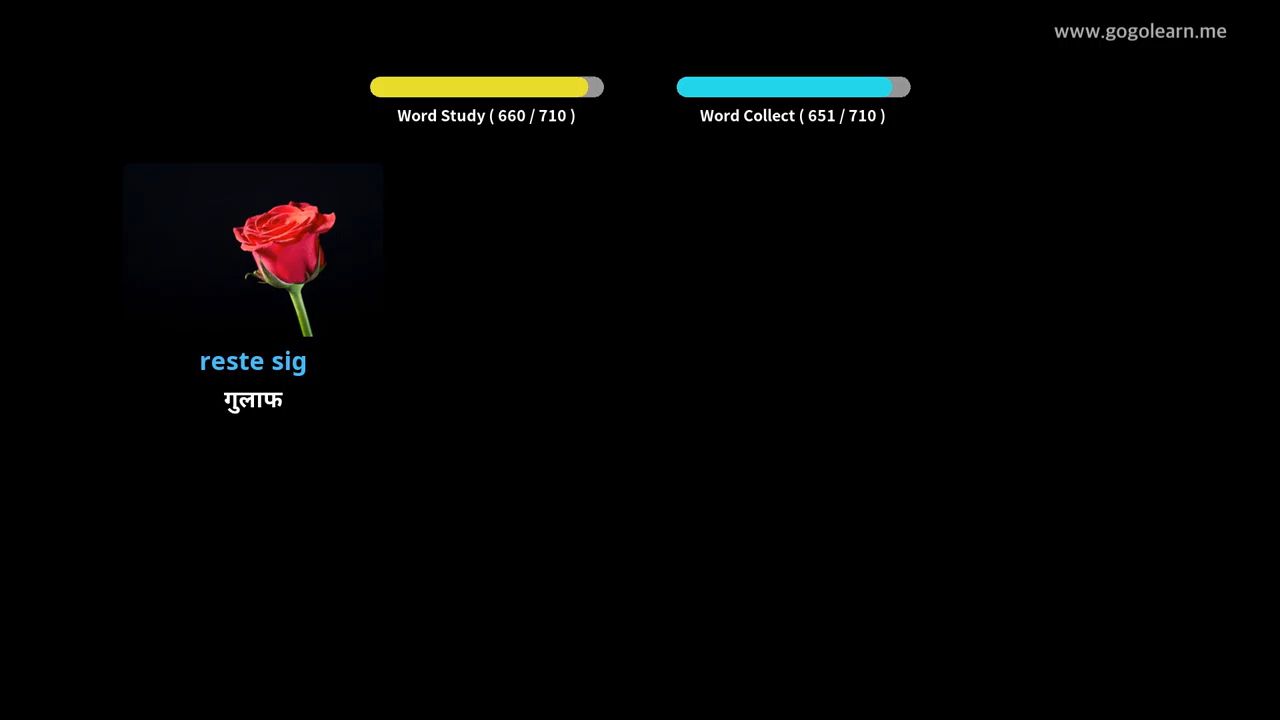 www.gogolearn.me
Word Study ( 660 / 710 )
Word Collect ( 651 / 710 )
reste sig
गुलाफ